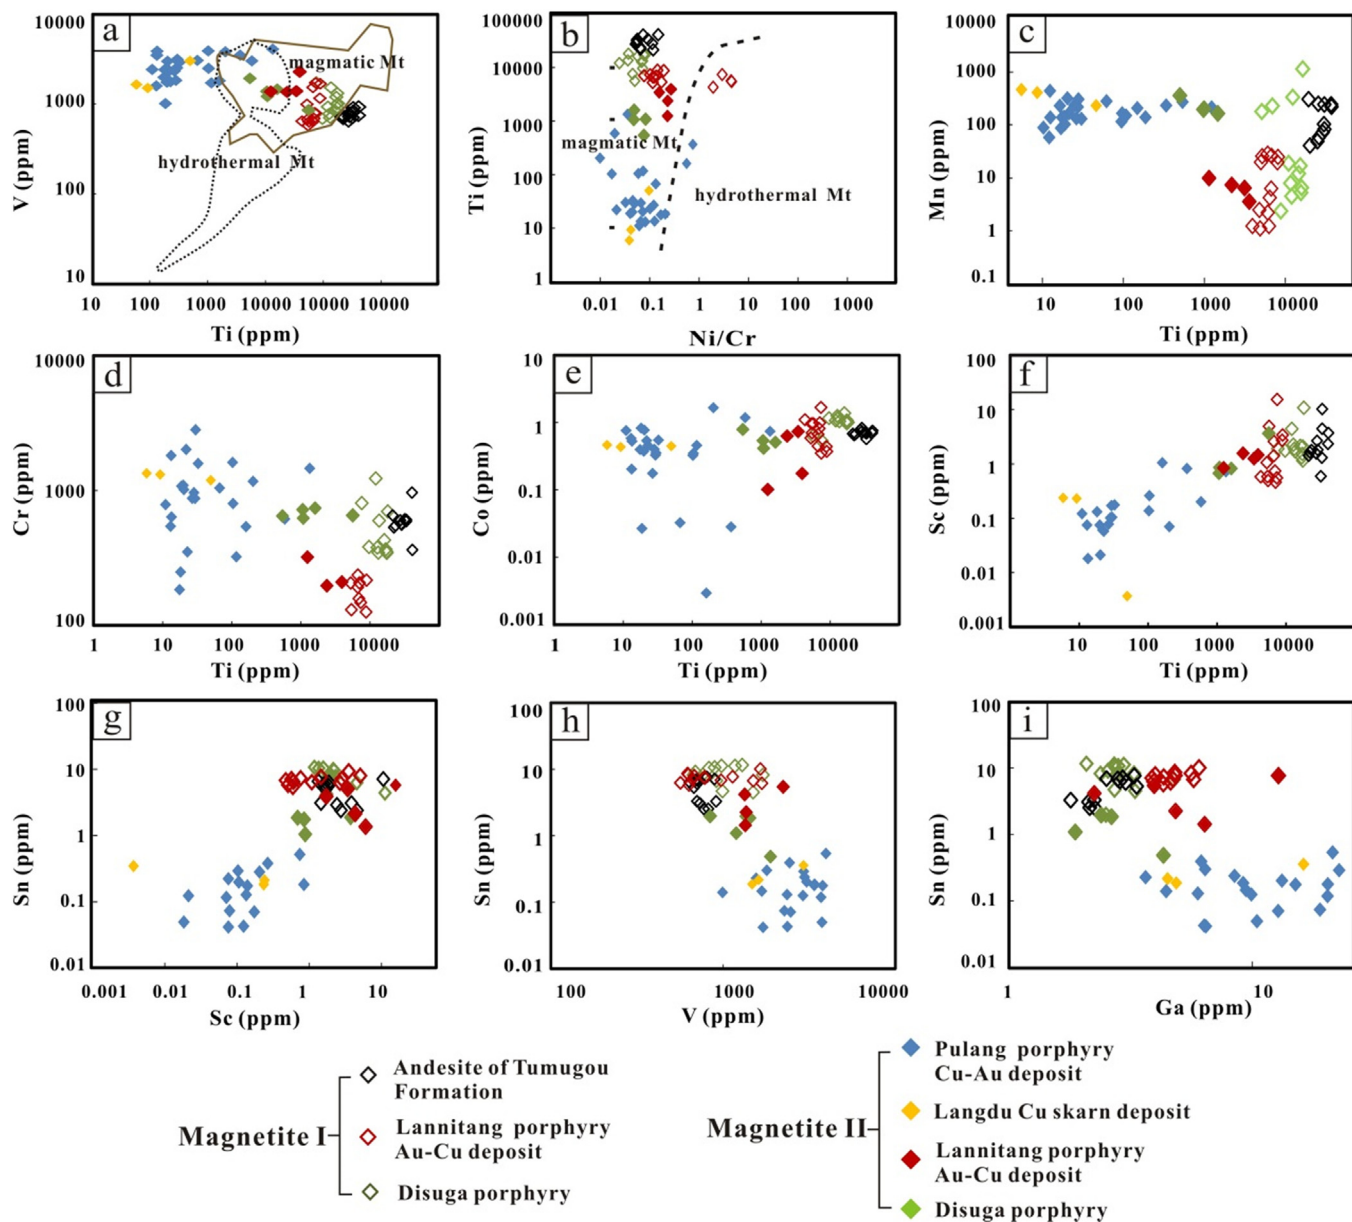 a
10000
1000
100
10
V (ppm)
magmatic Mt
hydrothermal Mt
10 100 1000 10000 10000 10000
Ti (ppm)
b
100000
10000
1000
100
10
1
Ti (ppm)
magmatic Mt
hydrothermal Mt
0.01 0.1 1 10 100 1000
Ni/Cr
c
10000
1000
100
10
1
0.1
Mn (ppm)
10 100 1000 10000
Ti (ppm)
d
10000
1000
100
Cr (ppm)
1 10 100 1000 10000
Ti (ppm)
e
10
1
0.1
0.01
0.001
Co (ppm)
1 10 100 1000 10000
Ti (ppm)
f
100
10
1
0.1
0.01
0.001
Sc (ppm)
10 100 1000 10000
Ti (ppm)
g
100
10
1
0.1
0.01
Sn (ppm)
0.001 0.01 0.1 1 10
Sc (ppm)
h
100
10
1
0.1
0.01
Sn (ppm)
100 1000 10000
V (ppm)
i
100
10
1
0.1
0.01
Sn (ppm)
1 10
Ga (ppm)
Magnetite I
Andesite of Tumugou
Formation
Lannitang porphyry
Au-Cu deposit
Disuga porphyry
Magnetite II
Pulang porphyry
Cu-Au deposit
Langdu Cu skarn deposit
Lannitang porphyry
Au-Cu deposit
Disuga porphyry